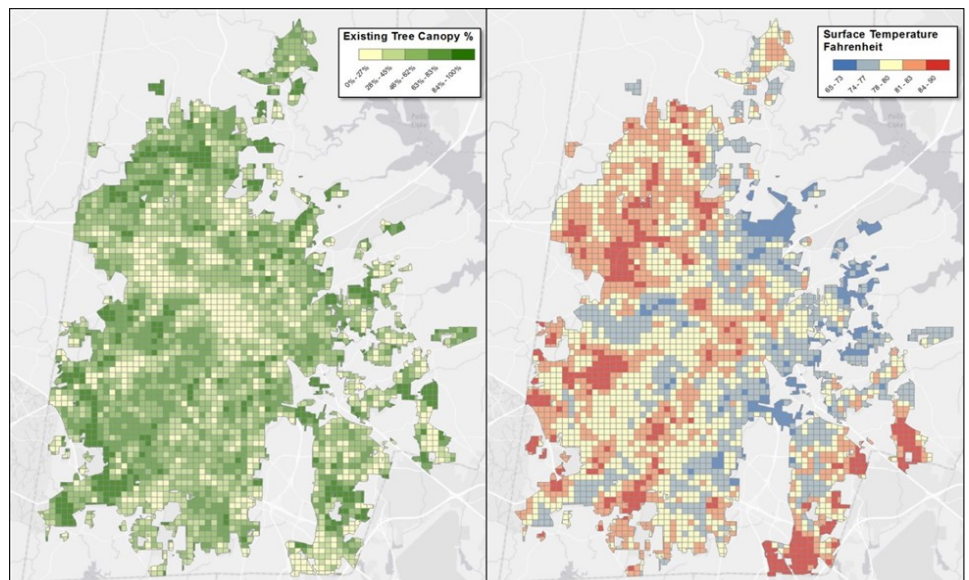 Existing Tree Canopy %
0% - 27%
28% - 45%
46% - 62%
63% - 83%
84% - 100%
Surface Temperature
Fahrenheit
65 - 73
74 - 77
78 - 80
81 - 83
84 - 90